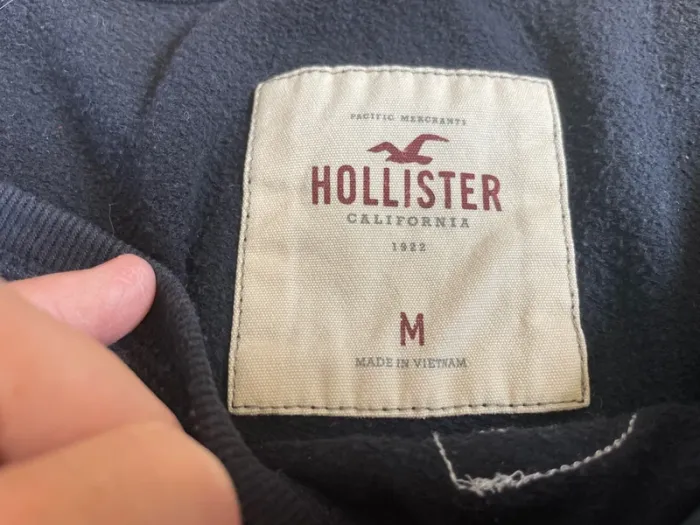 PACIFIC MERCHANTS
HOLLISTER
CALIFORNIA
1922
M
MADE IN VIETNAM